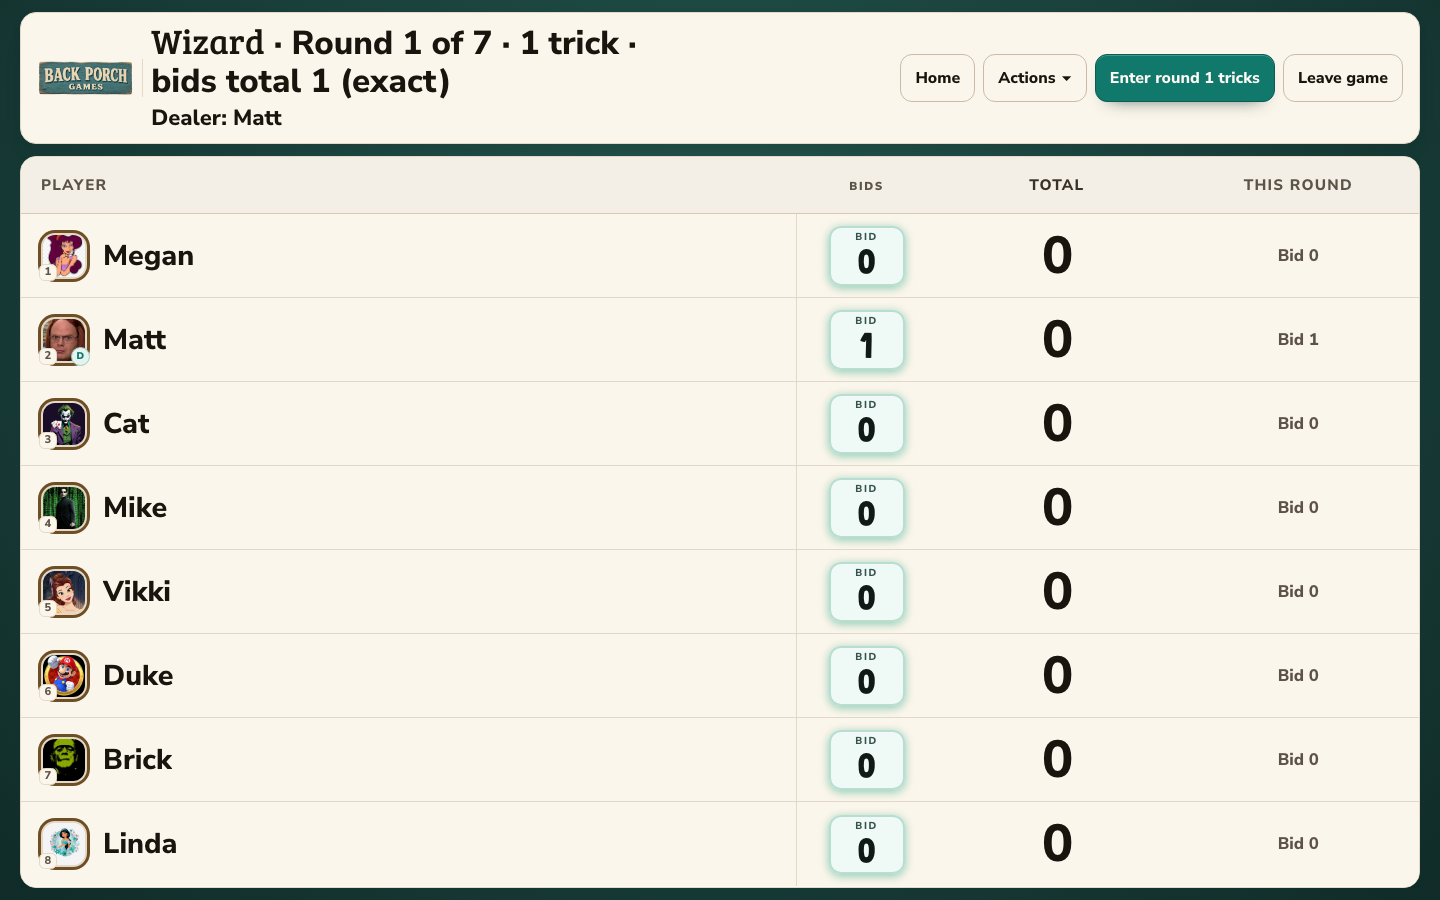 BACK PORCH
GAMES
Wizard · Round 1 of 7 · 1 trick ·
bids total 1 (exact)
Dealer: Matt
Home
Actions
Enter round 1 tricks
Leave game
PLAYER
BIDS
TOTAL
THIS ROUND
1
Megan
BID
0
0
Bid 0
2
D
Matt
BID
1
0
Bid 1
3
Cat
BID
0
0
Bid 0
4
Mike
BID
0
0
Bid 0
5
Vikki
BID
0
0
Bid 0
6
Duke
BID
0
0
Bid 0
7
Brick
BID
0
0
Bid 0
8
Linda
BID
0
0
Bid 0